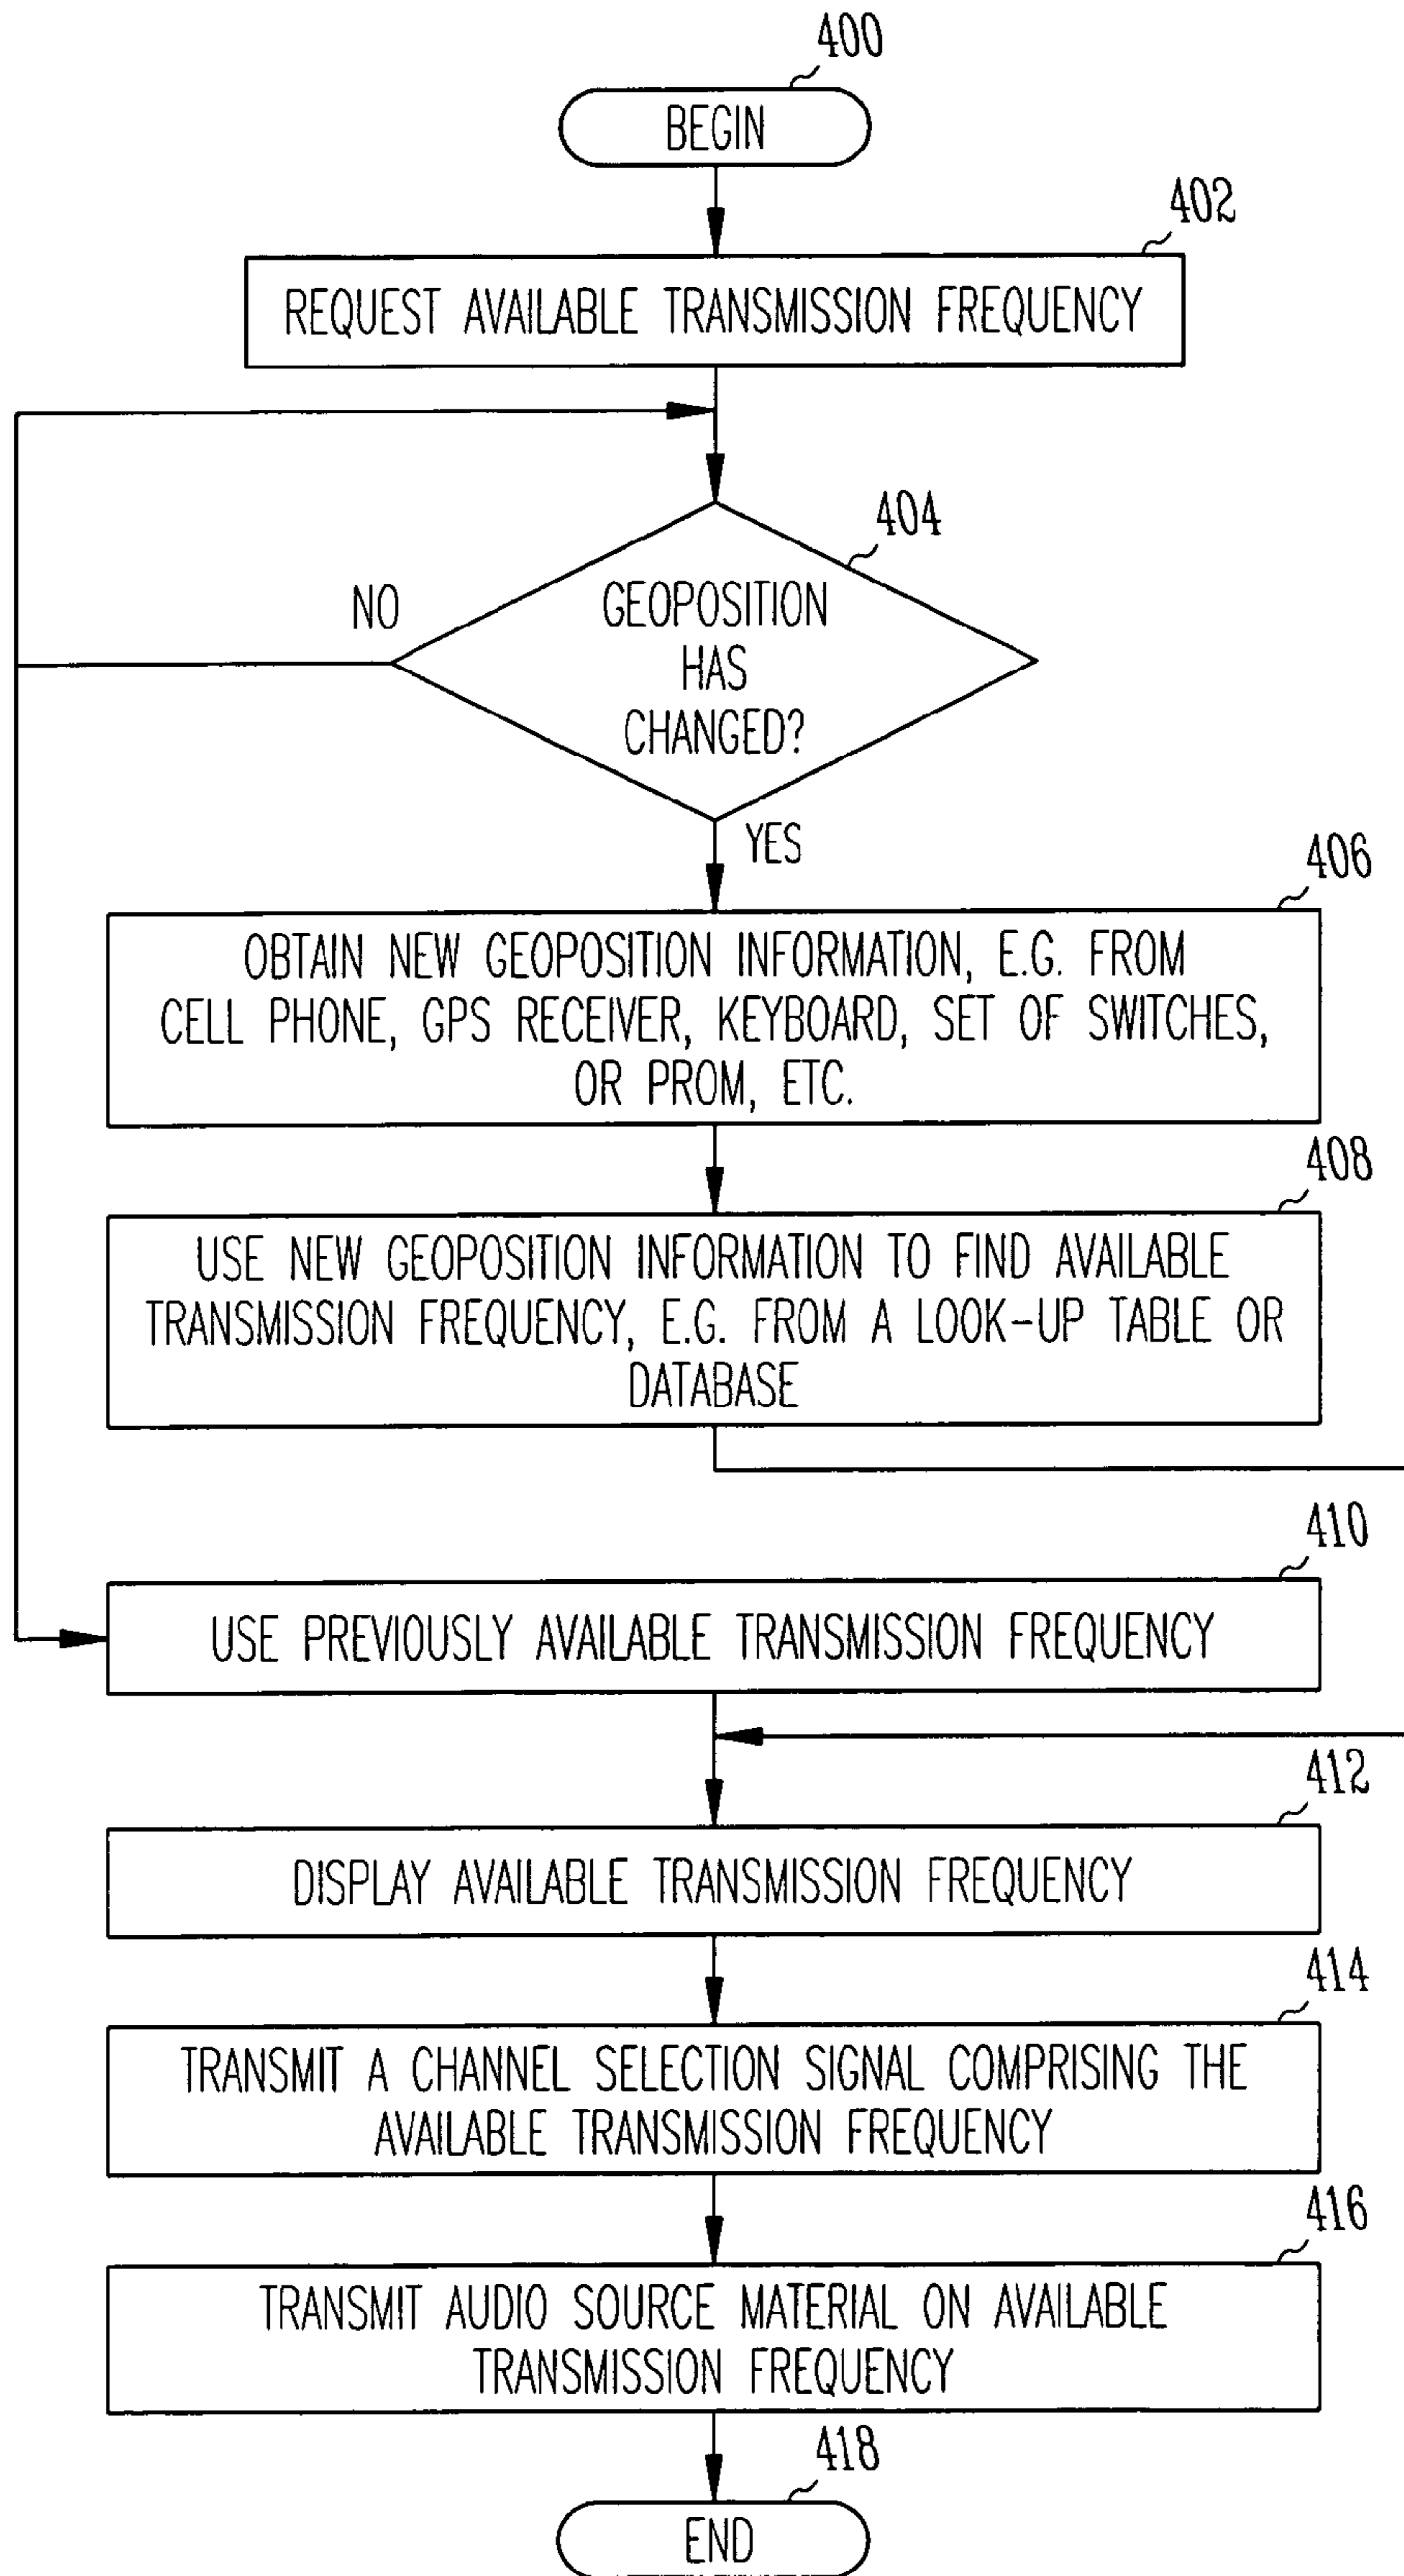 400
BEGIN
402
REQUEST AVAILABLE TRANSMISSION FREQUENCY
404
NO
GEOPOSITION
HAS
CHANGED?
YES
406
OBTAIN NEW GEOPOSITION INFORMATION, E.G. FROM
CELL PHONE, GPS RECEIVER, KEYBOARD, SET OF SWITCHES,
OR PROM, ETC.
408
USE NEW GEOPOSITION INFORMATION TO FIND AVAILABLE
TRANSMISSION FREQUENCY, E.G. FROM A LOOK-UP TABLE OR
DATABASE
410
USE PREVIOUSLY AVAILABLE TRANSMISSION FREQUENCY
412
DISPLAY AVAILABLE TRANSMISSION FREQUENCY
414
TRANSMIT A CHANNEL SELECTION SIGNAL COMPRISING THE
AVAILABLE TRANSMISSION FREQUENCY
416
TRANSMIT AUDIO SOURCE MATERIAL ON AVAILABLE
TRANSMISSION FREQUENCY
418
END